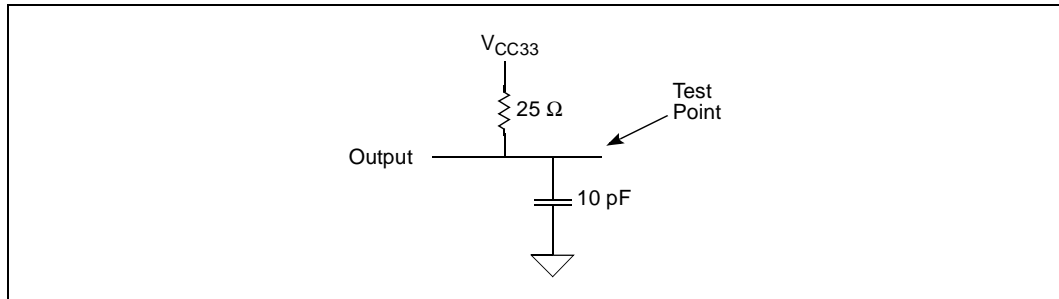 VCC33
25 Ω
Test
Point
Output
10 pF